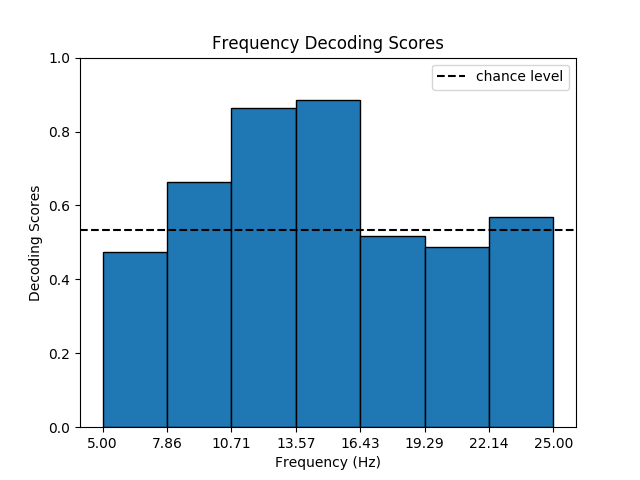 Frequency Decoding Scores
chance level
1.0
0.8
0.6
0.4
0.2
0.0
Decoding Scores
5.00 7.86 10.71 13.57 16.43 19.29 22.14 25.00
Frequency (Hz)